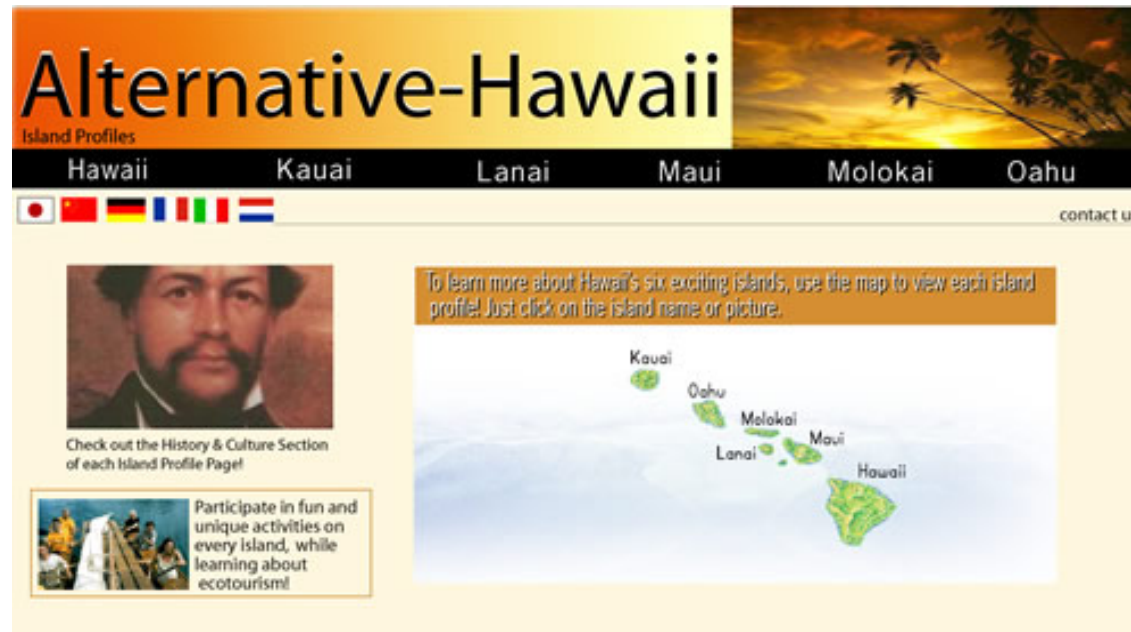 Alternative-Hawaii
Island Profiles
Hawaii Kauai Lanai Maui Molokai Oahu
contact u
To learn more about Hawaii's six exciting islands, use the map to view each island
profile! Just click on the island name or picture.
Kauai
Oahu
Molokai
Maui
Lanai
Hawaii
Check out the History & Culture Section
of each Island Profile Page!
Participate in fun and
unique activities on
every island, while
learning about
ecotourism!